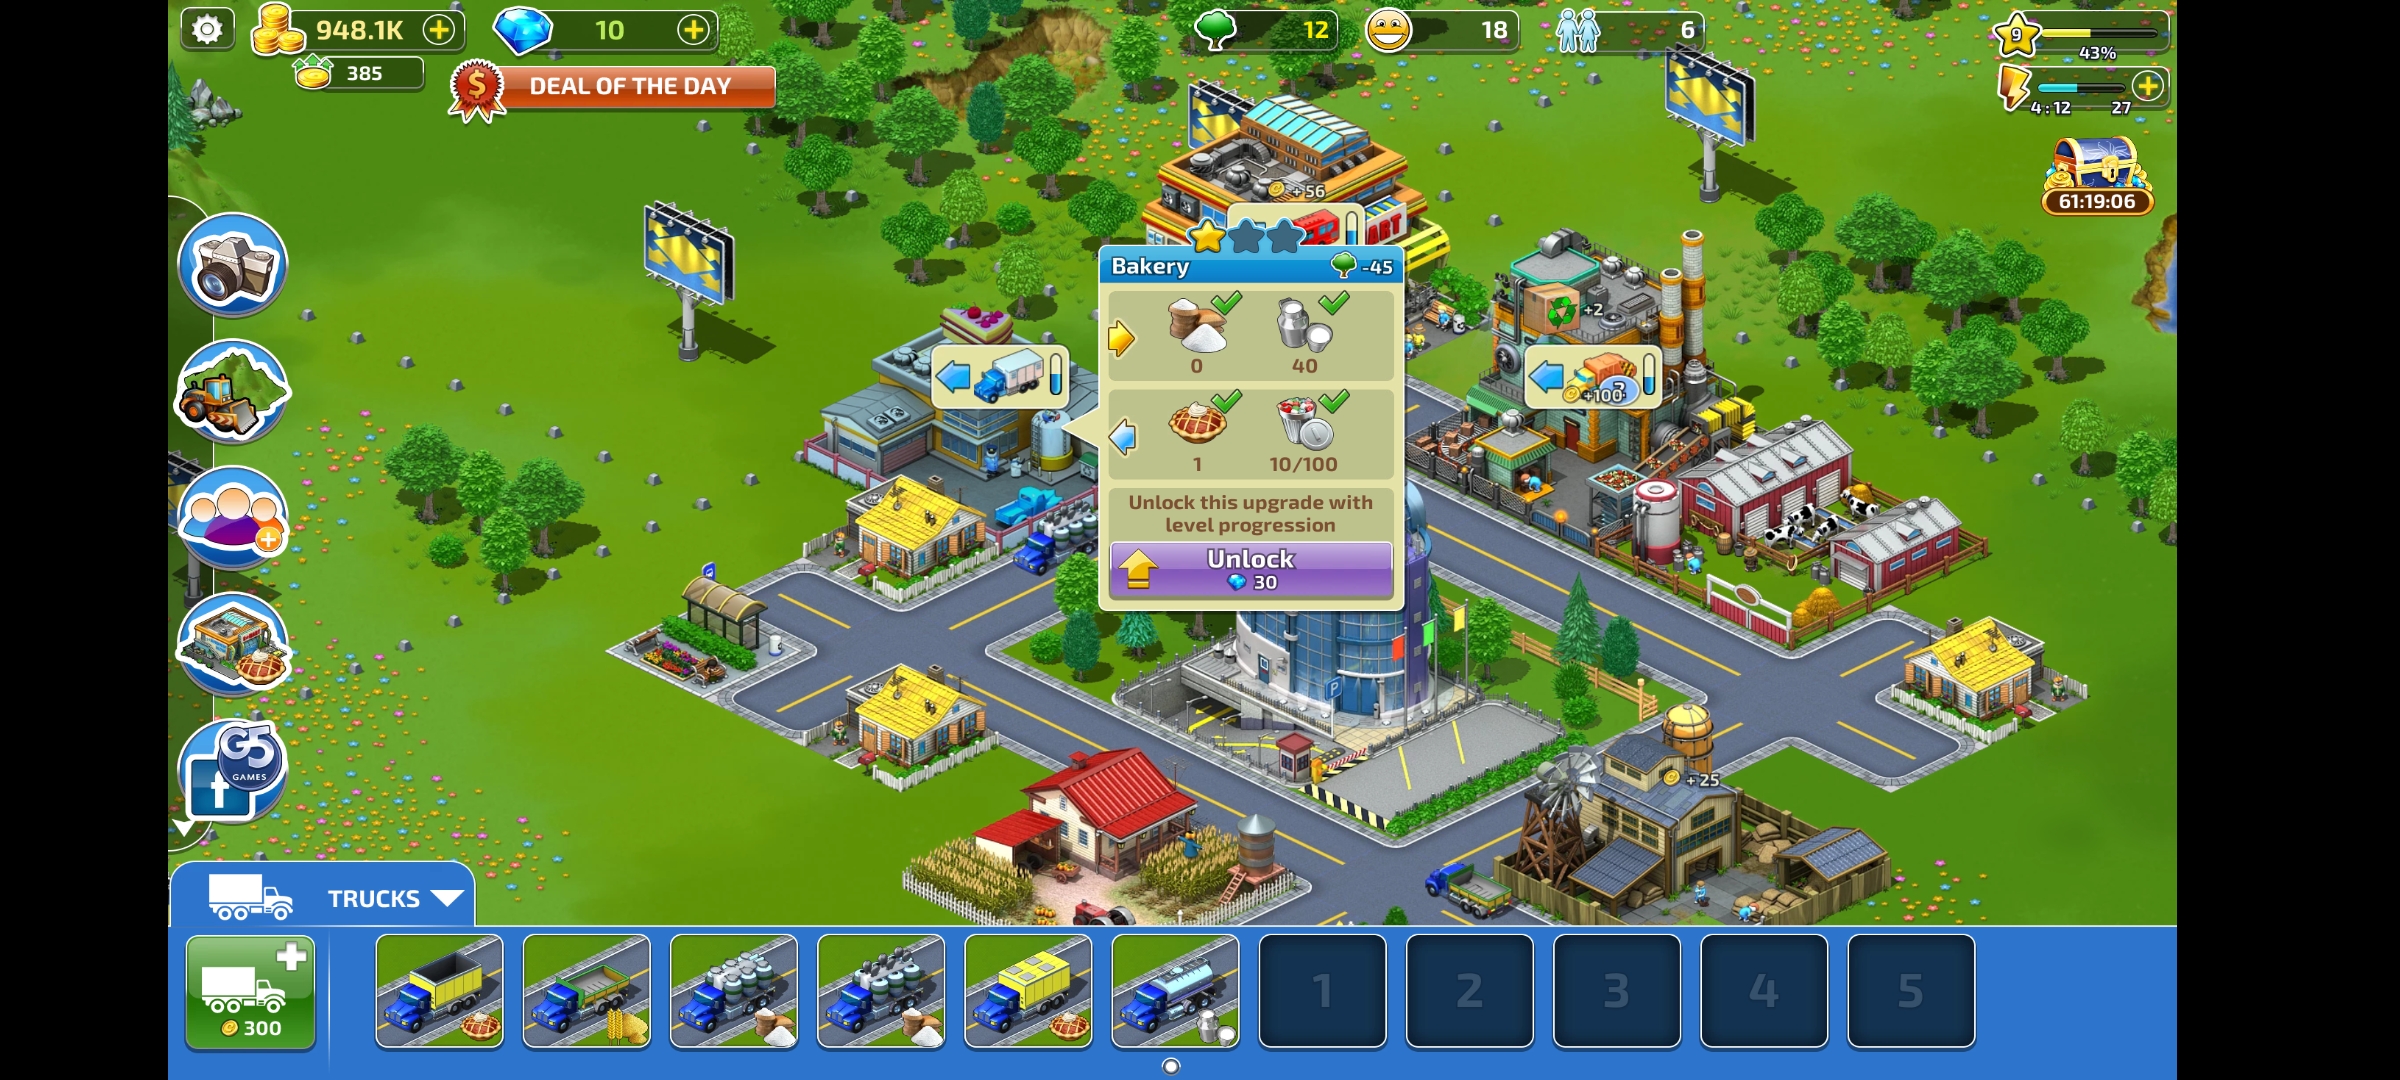 948.1K
10
12
18
6
9
43%
385
DEAL OF THE DAY
4:12
27
61:19:06
+56
ART
Bakery
-45
0
40
1
10/100
Unlock this upgrade with
level progression
Unlock
30
+2
+100
P
+25
G5
GAMES
f
TRUCKS
300
1
2
3
4
5